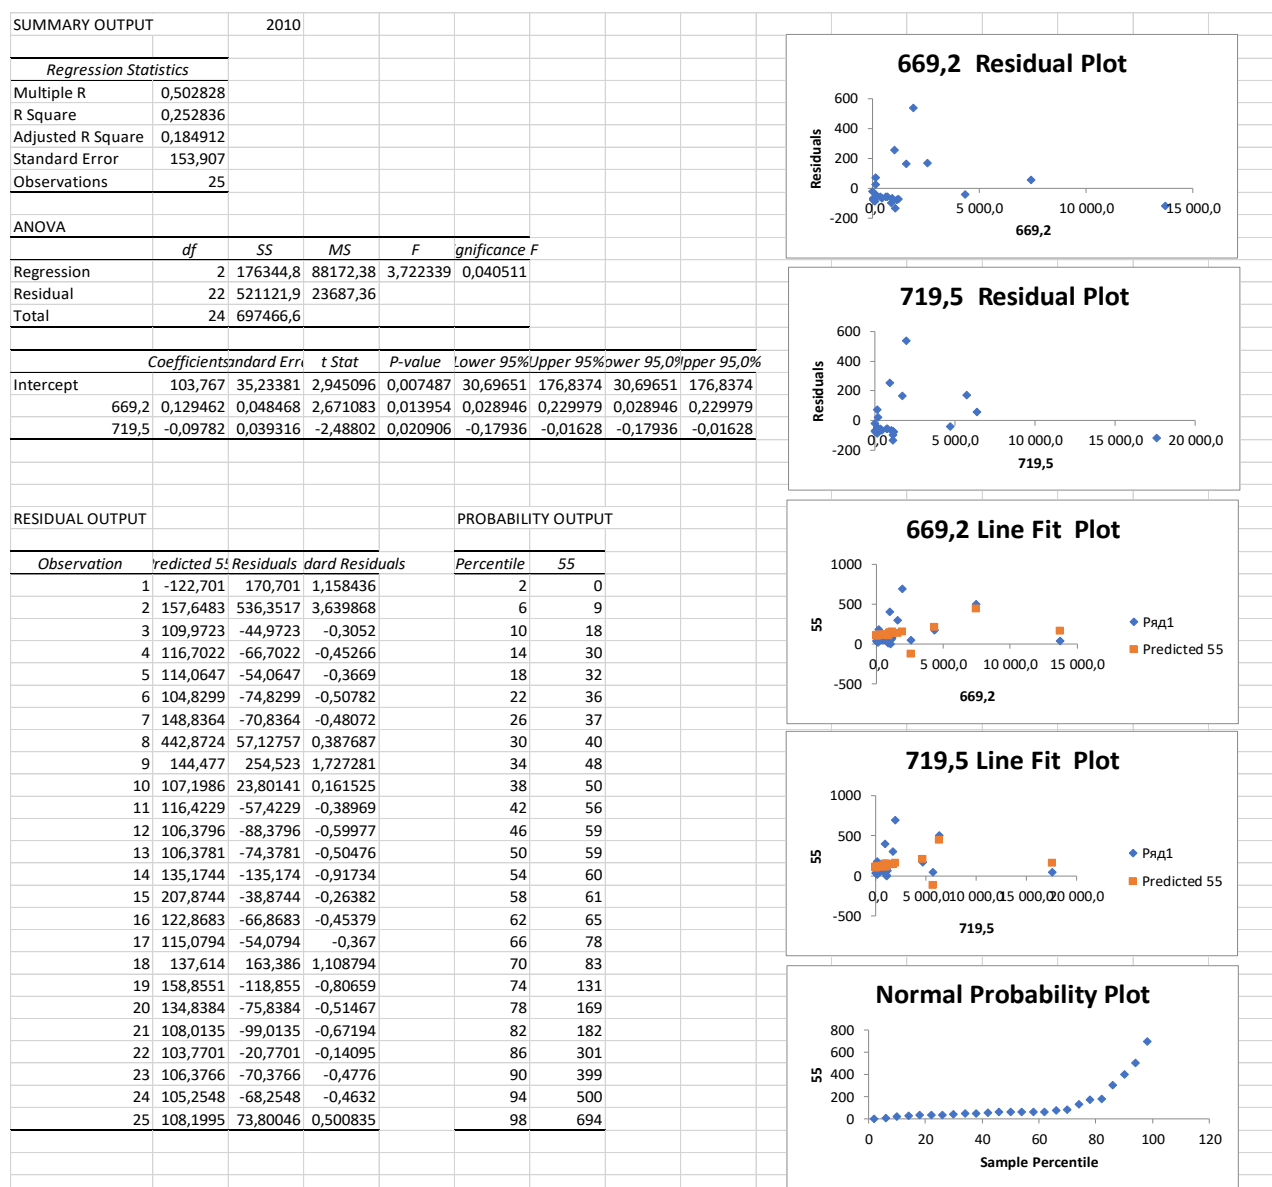 SUMMARY OUTPUT 2010
Regression Statistics
Multiple R 0,502828
R Square 0,252836
Adjusted R Square 0,184912
Standard Error 153,907
Observations 25
ANOVA
df SS MS F gnificance F
Regression 2 176344,8 88172,38 3,722339 0,040511
Residual 22 521121,9 23687,36
Total 24 697466,6
Coefficients andard Erro t Stat P-value Lower 95% Upper 95% ower 95,0% pper 95,0%
Intercept 103,767 35,23381 2,945096 0,007487 30,69651 176,8374 30,69651 176,8374
669,2 0,129462 0,048468 2,671083 0,013954 0,028946 0,229979 0,028946 0,229979
719,5 -0,09782 0,039316 -2,48802 0,020906 -0,17936 -0,01628 -0,17936 -0,01628
RESIDUAL OUTPUT
Observation redicted 55 Residuals dard Residuals
1 -122,701 170,701 1,158436
2 157,6483 536,3517 3,639868
3 109,9723 -44,9723 -0,3052
4 116,7022 -66,7022 -0,45266
5 114,0647 -54,0647 -0,3669
6 104,8299 -74,8299 -0,50782
7 148,8364 -70,8364 -0,48072
8 442,8724 57,12757 0,387687
9 144,477 254,523 1,727281
10 107,1986 23,80141 0,161525
11 116,4229 -57,4229 -0,38969
12 106,3796 -88,3796 -0,59977
13 106,3781 -74,3781 -0,50476
14 135,1744 -135,174 -0,91734
15 207,8744 -38,8744 -0,26382
16 122,8683 -66,8683 -0,45379
17 115,0794 -54,0794 -0,367
18 137,614 163,386 1,108794
19 158,8551 -118,855 -0,80659
20 134,8384 -75,8384 -0,51467
21 108,0135 -99,0135 -0,67194
22 103,7701 -20,7701 -0,14095
23 106,3766 -70,3766 -0,4776
24 105,2548 -68,2548 -0,4632
25 108,1995 73,80046 0,500835
PROBABILITY OUTPUT
Percentile 55
2 0
6 9
10 18
14 30
18 32
22 36
26 37
30 40
34 48
38 50
42 56
46 59
50 59
54 60
58 61
62 65
66 78
70 83
74 131
78 169
82 182
86 301
90 399
94 500
98 694
669,2 Residual Plot
Residuals
600
400
200
0
-200
0,0 5 000,0 10 000,0 15 000,0
669,2
719,5 Residual Plot
Residuals
600
400
200
0
-200
0,0 5 000,0 10 000,0 15 000,0 20 000,0
719,5
669,2 Line Fit Plot
55
1000
500
0
-500
0,0 5 000,0 10 000,0 15 000,0
669,2
Ряд1
Predicted 55
719,5 Line Fit Plot
55
1000
500
0
-500
0,0 5 000,0 10 000,0 15 000,0 20 000,0
719,5
Ряд1
Predicted 55
Normal Probability Plot
55
800
600
400
200
0
0 20 40 60 80 100 120
Sample Percentile